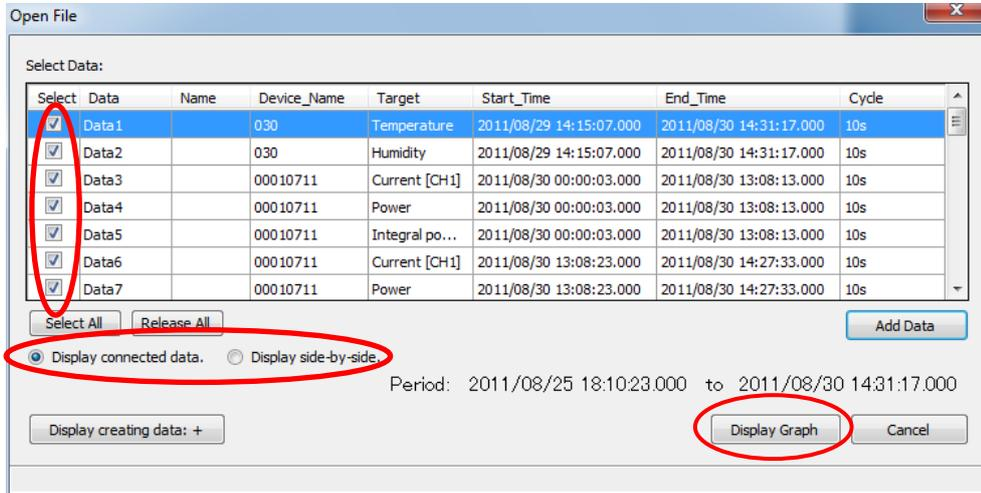 Open File
Select Data:
Select Data Name Device_Name Target Start_Time End_Time Cycle
Data1 030 Temperature 2011/08/29 14:15:07.000 2011/08/30 14:31:17.000 10s
Data2 030 Humidity 2011/08/29 14:15:07.000 2011/08/30 14:31:17.000 10s
Data3 00010711 Current [CH1] 2011/08/30 00:00:03.000 2011/08/30 13:08:13.000 10s
Data4 00010711 Power 2011/08/30 00:00:03.000 2011/08/30 13:08:13.000 10s
Data5 00010711 Integral po... 2011/08/30 00:00:03.000 2011/08/30 13:08:13.000 10s
Data6 00010711 Current [CH1] 2011/08/30 13:08:23.000 2011/08/30 14:27:33.000 10s
Data7 00010711 Power 2011/08/30 13:08:23.000 2011/08/30 14:27:33.000 10s
Select All Release All Add Data
Display connected data. Display side-by-side.
Period: 2011/08/25 18:10:23.000 to 2011/08/30 14:31:17.000
Display creating data: + Display Graph Cancel